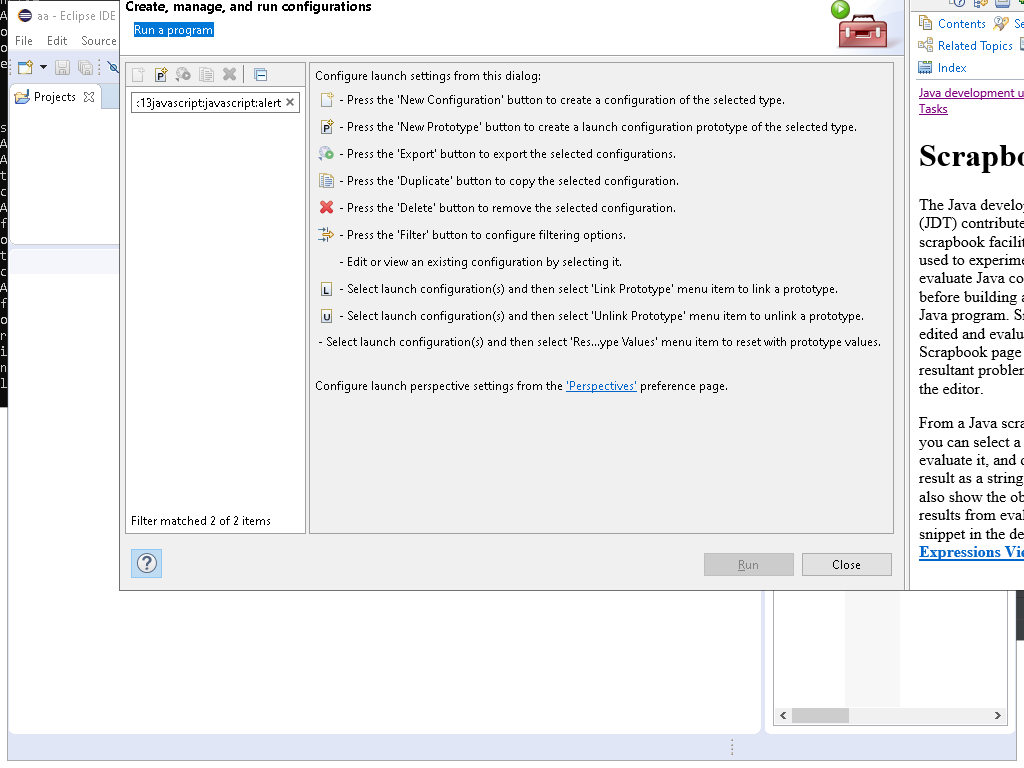 aa - Eclipse IDE
File Edit Source
Projects
Create, manage, and run configurations
Run a program
:13javascript:javascript:alert
Filter matched 2 of 2 items
Configure launch settings from this dialog:
- Press the 'New Configuration' button to create a configuration of the selected type.
P - Press the 'New Prototype' button to create a launch configuration prototype of the selected type.
- Press the 'Export' button to export the selected configurations.
- Press the 'Duplicate' button to copy the selected configuration.
- Press the 'Delete' button to remove the selected configuration.
- Press the 'Filter' button to configure filtering options.
- Edit or view an existing configuration by selecting it.
L - Select launch configuration(s) and then select 'Link Prototype' menu item to link a prototype.
U - Select launch configuration(s) and then select 'Unlink Prototype' menu item to unlink a prototype.
- Select launch configuration(s) and then select 'Res...ype Values' menu item to reset with prototype values.
Configure launch perspective settings from the 'Perspectives' preference page.
?
Run Close
Contents Se
Related Topics
Index
Java development u
Tasks
Scrapbo
The Java develop
(JDT) contribute
scrapbook facilit
used to experime
evaluate Java co
before building a
Java program. Sn
edited and evalu
Scrapbook page
resultant problem
the editor.
From a Java scra
you can select a
evaluate it, and d
result as a string
also show the ob
results from eval
snippet in the de
Expressions Vie